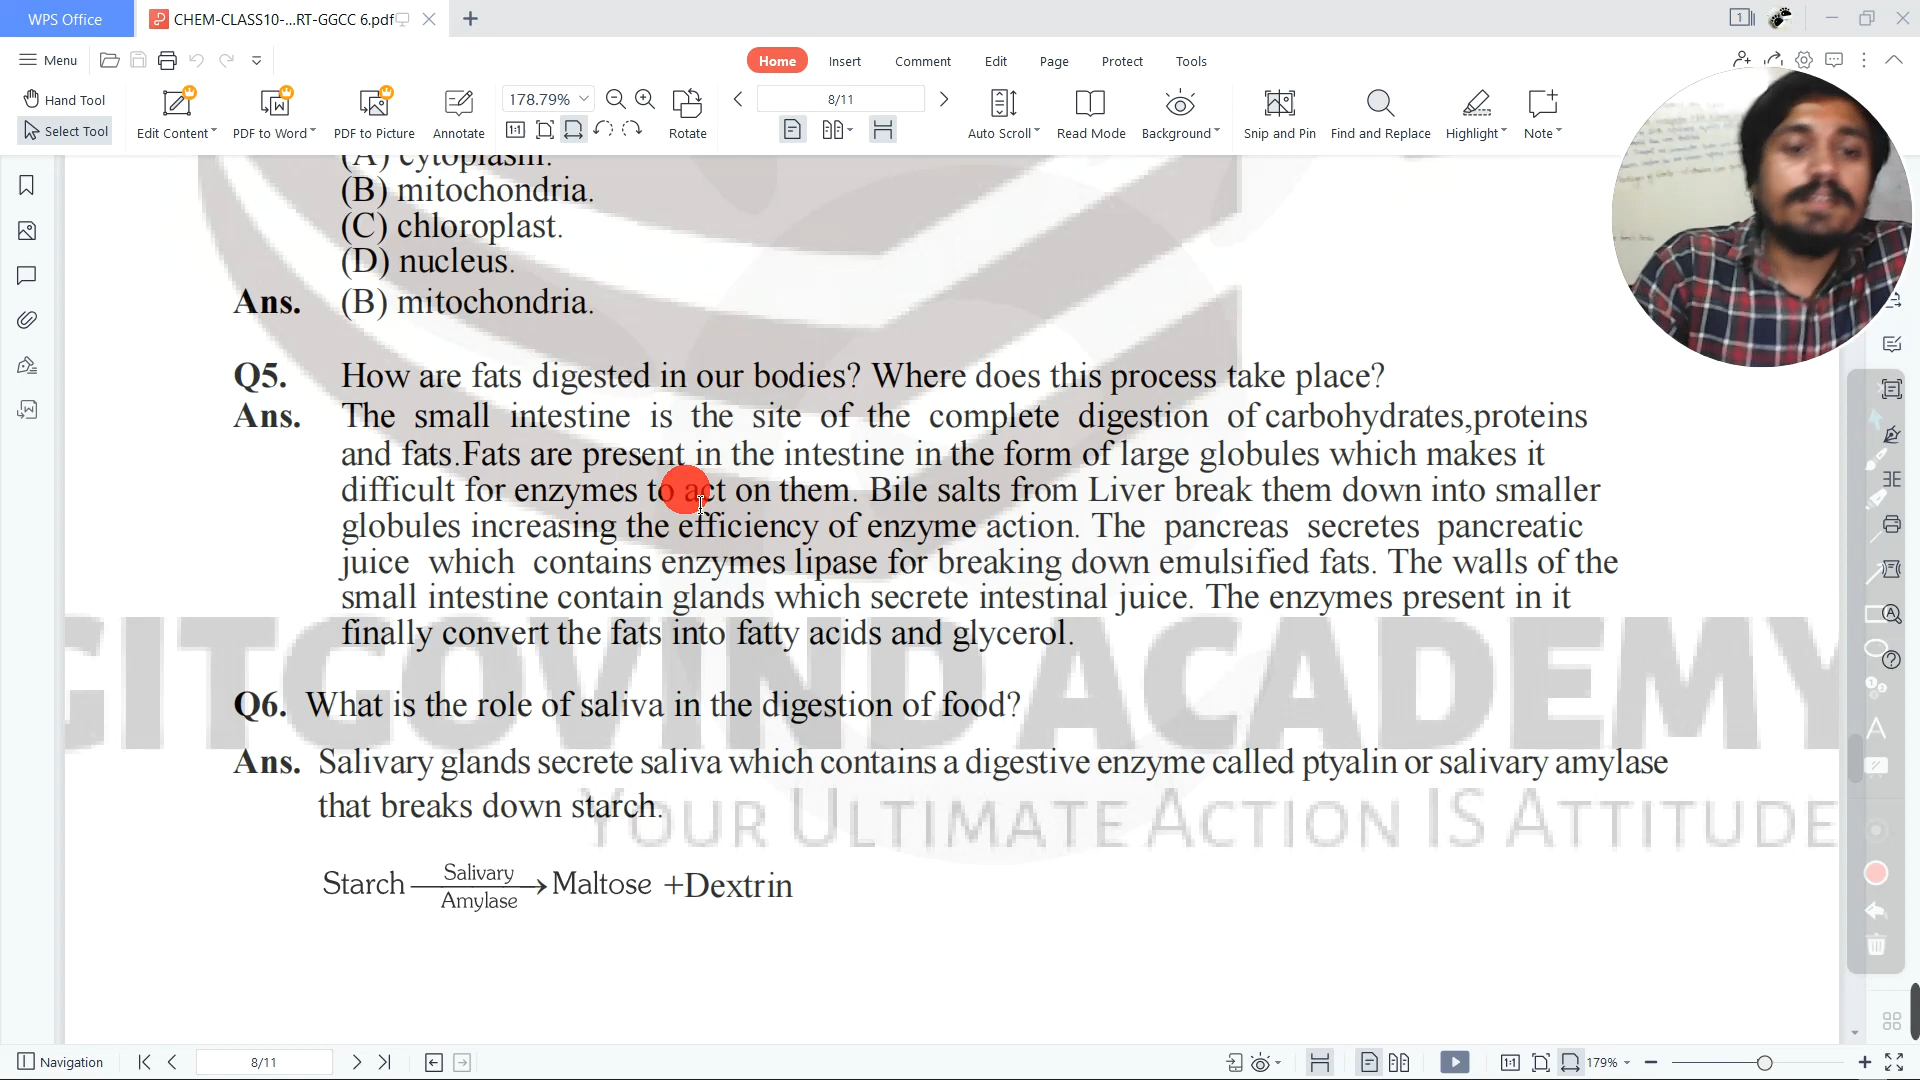 WPS Office
CHEM-CLASS10-...RT-GGCC 6.pdf
1
Menu
Home
Insert
Comment
Edit
Page
Protect
Tools
Hand Tool
Select Tool
Edit Content
PDF to Word
PDF to Picture
Annotate
178.79%
1:1
Rotate
8/11
Auto Scroll
Read Mode
Background
Snip and Pin
Find and Replace
Highlight
Note
(A) cytoplasm.
(B) mitochondria.
(C) chloroplast.
(D) nucleus.
Ans. (B) mitochondria.
Q5. How are fats digested in our bodies? Where does this process take place?
Ans. The small intestine is the site of the complete digestion of carbohydrates,proteins
and fats.Fats are present in the intestine in the form of large globules which makes it
difficult for enzymes to act on them. Bile salts from Liver break them down into smaller
globules increasing the efficiency of enzyme action. The pancreas secretes pancreatic
juice which contains enzymes lipase for breaking down emulsified fats. The walls of the
small intestine contain glands which secrete intestinal juice. The enzymes present in it
finally convert the fats into fatty acids and glycerol.
GITGOVIND ACADEMY
Q6. What is the role of saliva in the digestion of food?
Ans. Salivary glands secrete saliva which contains a digestive enzyme called ptyalin or salivary amylase
that breaks down starch.
YOUR ULTIMATE ACTION IS ATTITUDE
Starch Salivary Amylase Maltose +Dextrin
Navigation
8/11
1:1
179%